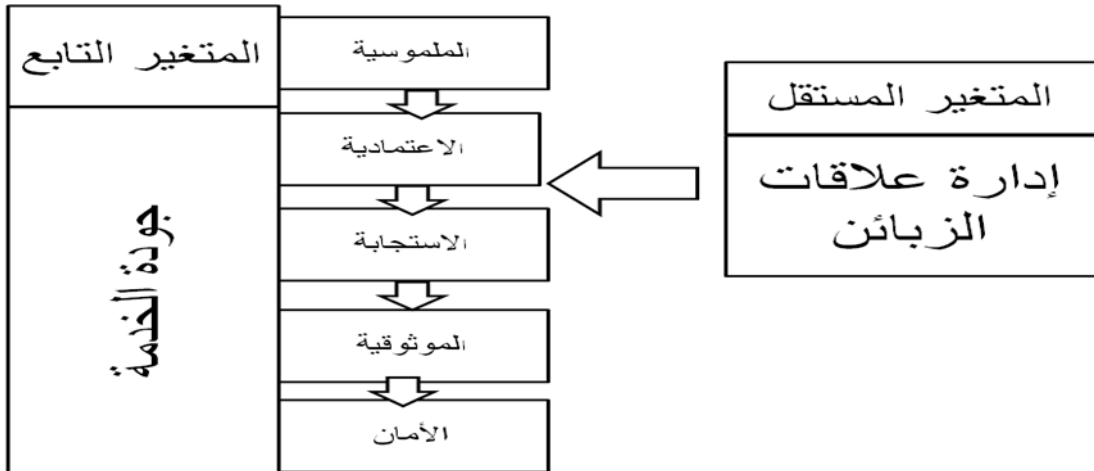 المتغير المستقل
إدارة علاقات
الزبائن
الملموسية
الاعتمادية
الاستجابة
الموثوقية
الأمان
المتغير التابع
جودة الخدمة